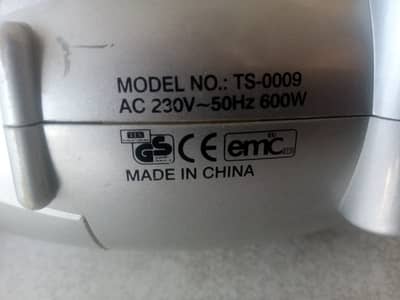 MODEL NO.: TS-0009
AC 230V~50Hz 600W
GS CE emc
MADE IN CHINA